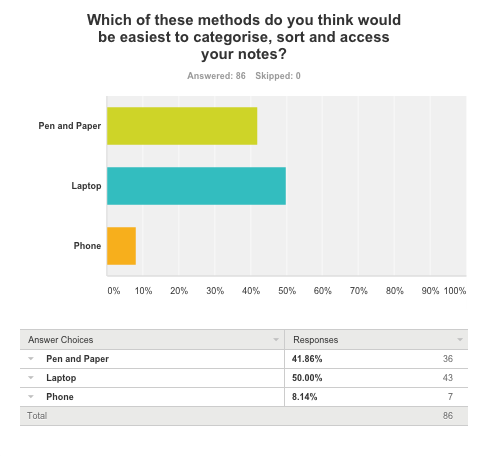 Which of these methods do you think would
be easiest to categorise, sort and access
your notes?
Answered: 86 Skipped: 0
Pen and Paper
Laptop
Phone
0% 10% 20% 30% 40% 50% 60% 70% 80% 90% 100%
Answer Choices Responses
Pen and Paper 41.86% 36
Laptop 50.00% 43
Phone 8.14% 7
Total 86